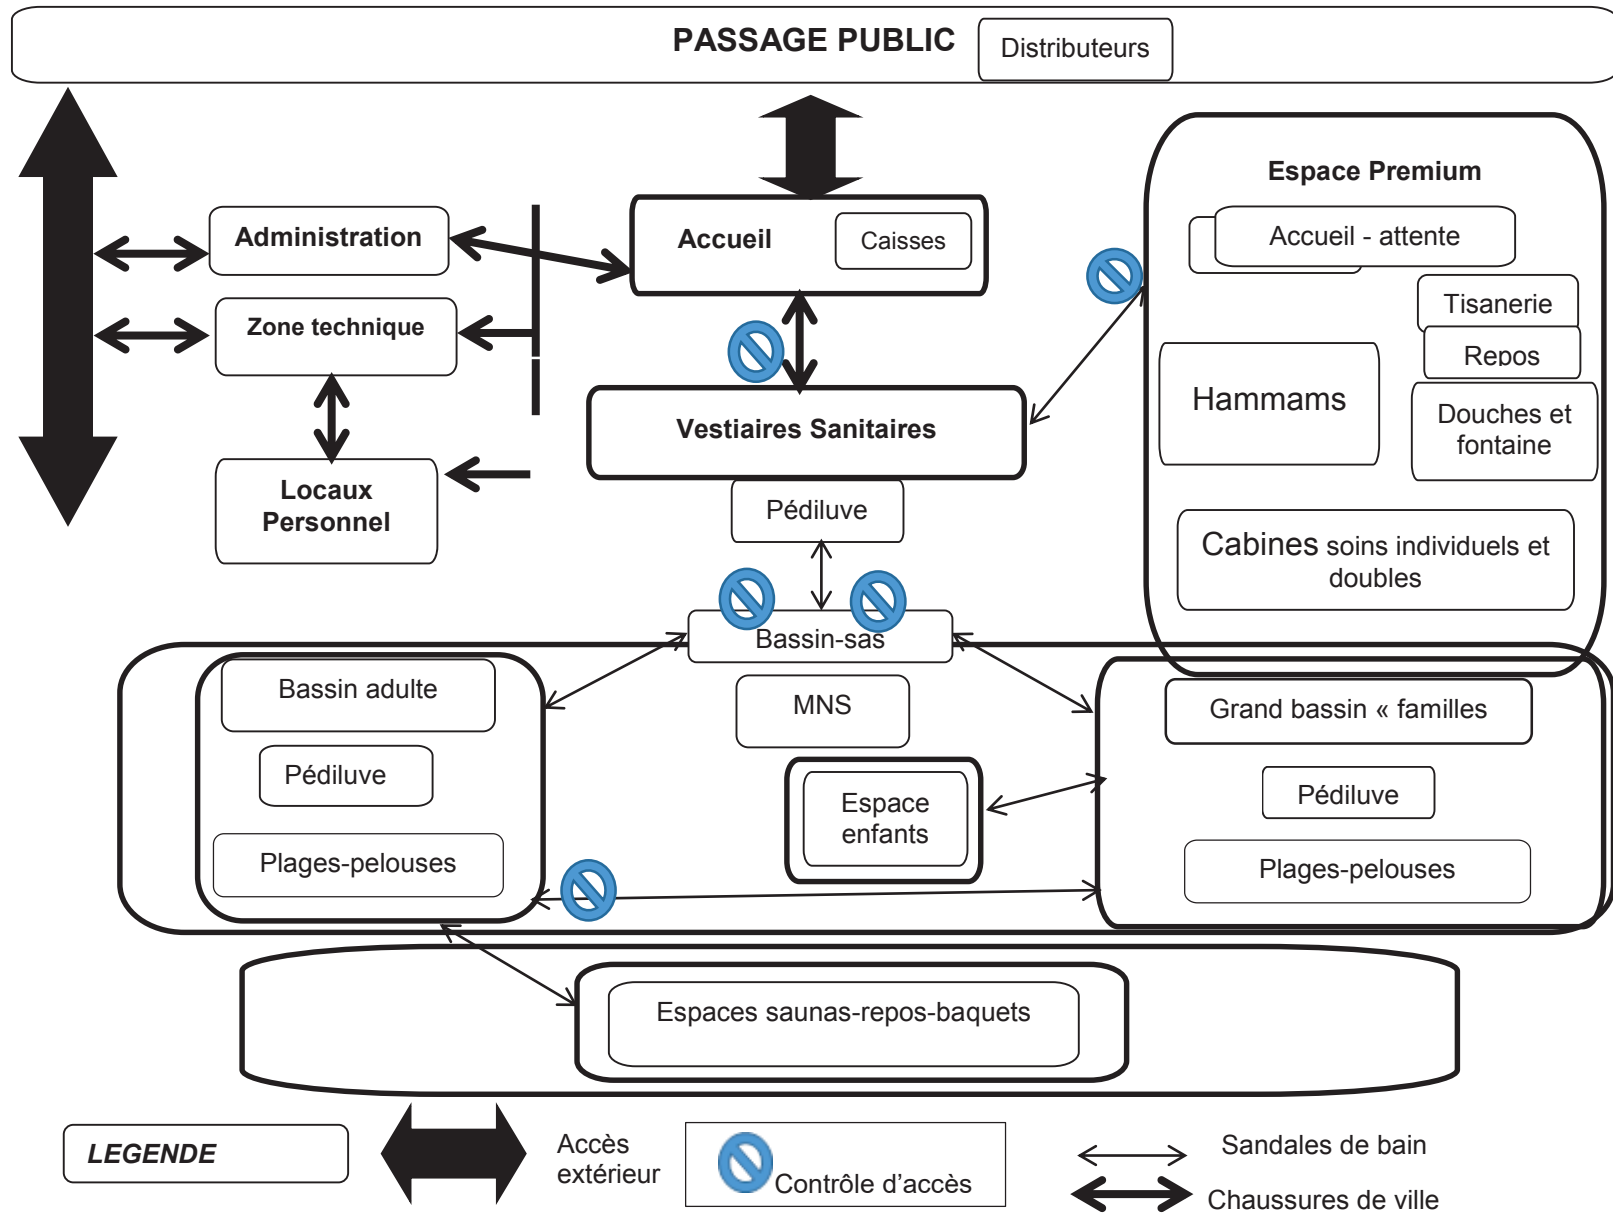 PASSAGE PUBLIC
Distributeurs
Espace Premium
Administration
Accueil
Caisses
Accueil - attente
Zone technique
Tisanerie
Repos
Hammams
Douches et
fontaine
Vestiaires Sanitaires
Locaux
Personnel
Pédiluve
Cabines soins individuels et
doubles
Bassin-sas
Bassin adulte
MNS
Grand bassin « familles
Pédiluve
Espace
enfants
Pédiluve
Plages-pelouses
Plages-pelouses
Espaces saunas-repos-baquets
LEGENDE
Accès
extérieur
Contrôle d'accès
Sandales de bain
Chaussures de ville